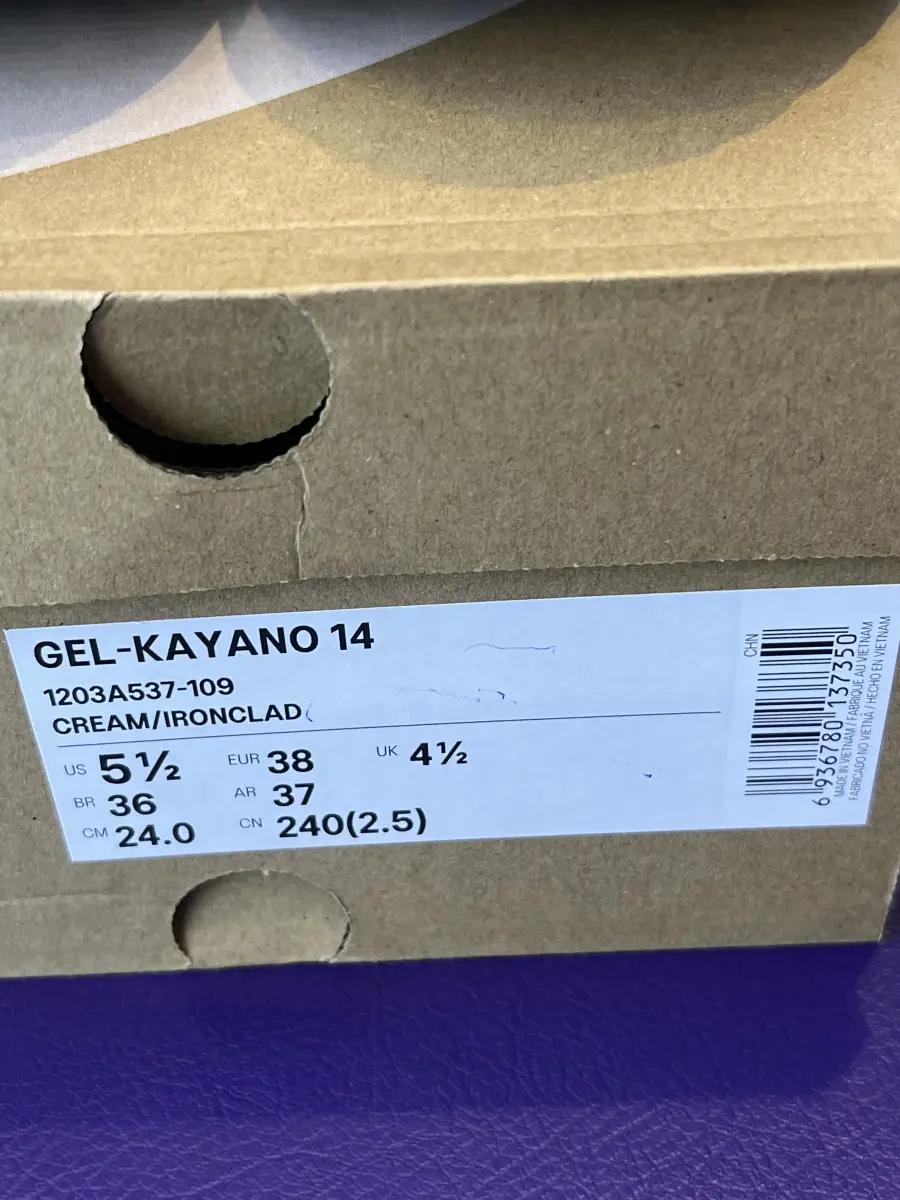 GEL-KAYANO 14
1203A537-109
CREAM/IRONCLAD
US 5½ EUR 38 UK 4½
BR 36 AR 37
CM 24.0 CN 240(2.5)
CHN
6 936780 137350
MADE IN VIETNAM / FABRIQUÉ AU VIETNAM
FABRICADO NO VIETNÃ / HECHO EN VIETNAM